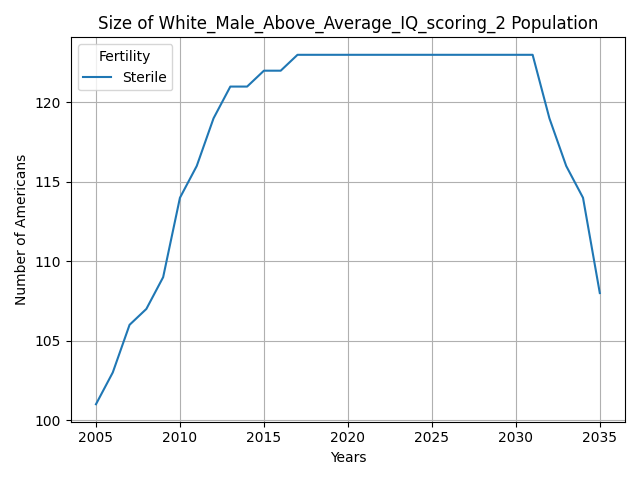 Size of White_Male_Above_Average_IQ_scoring_2 Population
Fertility
Sterile
Number of Americans
120
115
110
105
100
2005 2010 2015 2020 2025 2030 2035
Years